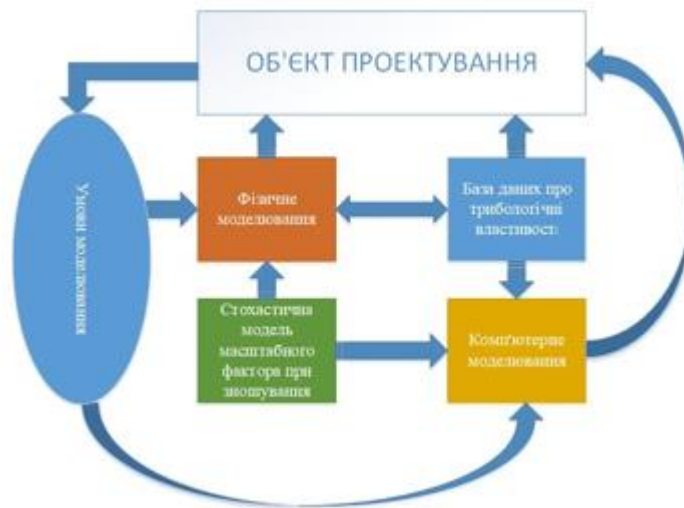 ОБ'ЄКТ ПРОЕКТУВАННЯ
Умови моделювання
Фізичне
моделювання
База даних про
трибологічні
властивості
Стохастична
модель
масштабного
фактора при
зношування
Комп'ютерне
моделювання